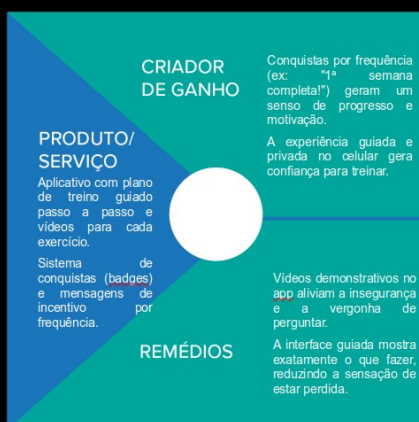 CRIADOR
DE GANHO
Conquistas por frequência
(ex: "1ª semana
completa!") geram um
senso de progresso e
motivação.
A experiência guiada e
privada no celular gera
confiança para treinar.
PRODUTO/
SERVIÇO
Aplicativo com plano
de treino guiado
passo a passo e
vídeos para cada
exercício.
Sistema de
conquistas (badges)
e mensagens de
incentivo por
frequência.
REMÉDIOS
Vídeos demonstrativos no
app aliviam a insegurança
e a vergonha de
perguntar.
A interface guiada mostra
exatamente o que fazer,
reduzindo a sensação de
estar perdida.